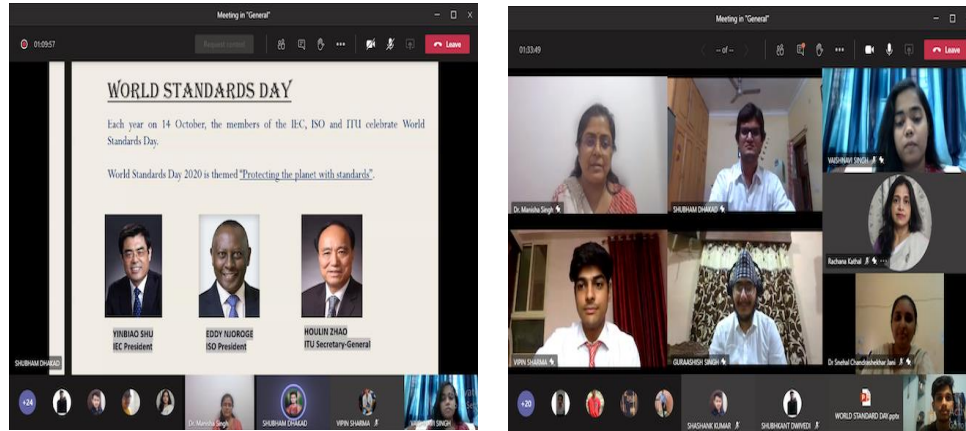 Meeting in "General"
01:09:57
Request control
Leave
WORLD STANDARDS DAY
Each year on 14 October, the members of the IEC, ISO and ITU celebrate World
Standards Day.
World Standards Day 2020 is themed "Protecting the planet with standards".
YINBIAO SHU
IEC President
EDDY NJOROGE
ISO President
HOULIN ZHAO
ITU Secretary-General
SHUBHAM DHAKAD
+24
Dr. Manisha Singh
SHUBHAM DHAKAD
VIPIN SHARMA
VAISHNAVI SINGH
Meeting in "General"
01:33:49
-- of --
Leave
Dr. Manisha Singh
SHUBHAM DHAKAD
VAISHNAVI SINGH
Rachana Kathal
VIPIN SHARMA
GURAASHISH SINGH
Dr Snehal Chandrashekhar Jani
+20
SHASHANK KUMAR
SHUBHKANT DWIVEDI
WORLD STANDARD DAY.pptx